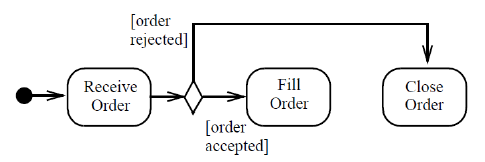 [order
rejected]
Receive
Order
Fill
Order
Close
Order
[order
accepted]